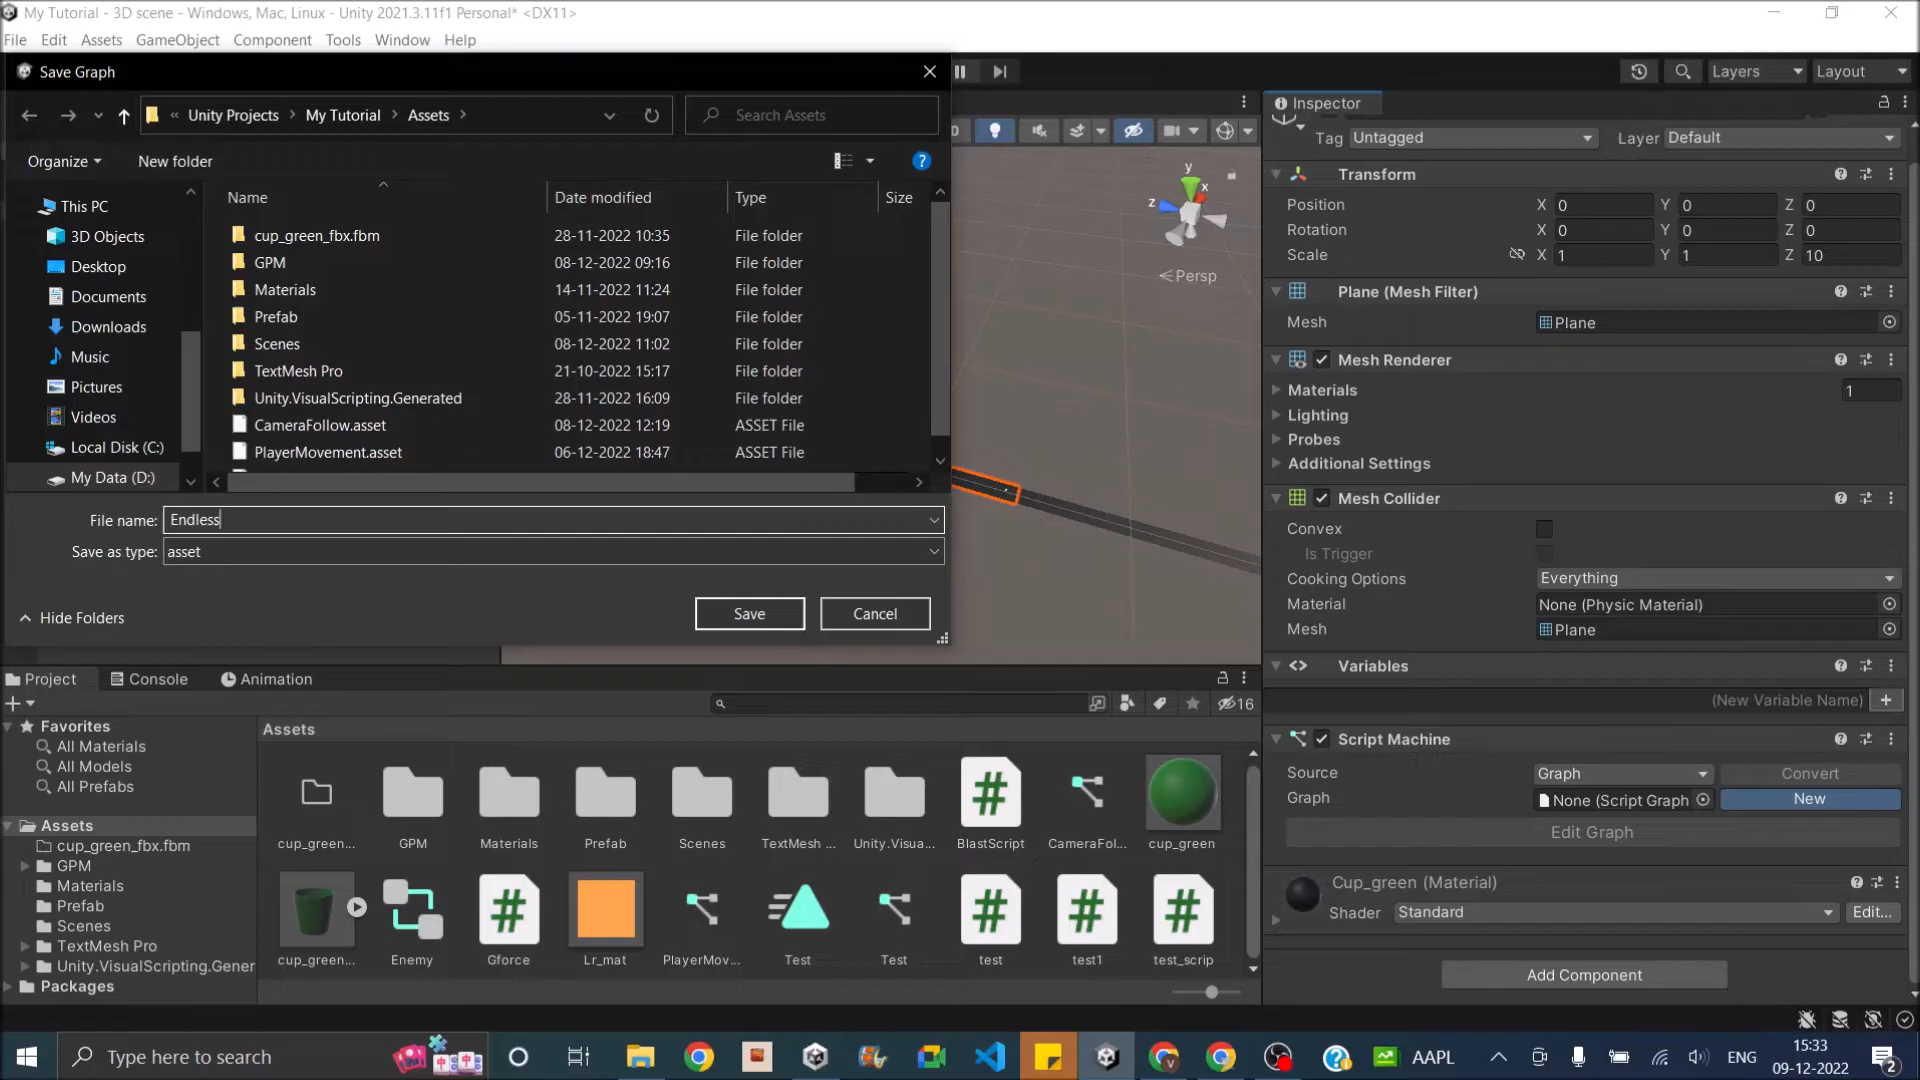 My Tutorial - 3D scene - Windows, Mac, Linux - Unity 2021.3.11f1 Personal* <DX11>
File Edit Assets GameObject Component Tools Window Help
Save Graph
Layers Layout
« Unity Projects > My Tutorial > Assets >
Search Assets
Organize
New folder
Name Date modified Type Size
This PC
3D Objects
Desktop
Documents
Downloads
Music
Pictures
Videos
Local Disk (C:)
My Data (D:)
cup_green_fbx.fbm 28-11-2022 10:35 File folder
GPM 08-12-2022 09:16 File folder
Materials 14-11-2022 11:24 File folder
Prefab 05-11-2022 19:07 File folder
Scenes 08-12-2022 11:02 File folder
TextMesh Pro 21-10-2022 15:17 File folder
Unity.VisualScripting.Generated 28-11-2022 16:09 File folder
CameraFollow.asset 08-12-2022 12:19 ASSET File
PlayerMovement.asset 06-12-2022 18:47 ASSET File
File name: Endless
Save as type: asset
Hide Folders
Save
Cancel
y
x
z
Persp
Inspector
Tag Untagged Layer Default
Transform
Position X 0 Y 0 Z 0
Rotation X 0 Y 0 Z 0
Scale X 1 Y 1 Z 10
Plane (Mesh Filter)
Mesh Plane
Mesh Renderer
Materials 1
Lighting
Probes
Additional Settings
Mesh Collider
Convex
Is Trigger
Cooking Options Everything
Material None (Physic Material)
Mesh Plane
Variables
(New Variable Name) +
Script Machine
Source Graph Convert
Graph None (Script Graph New
Edit Graph
Cup_green (Material)
Shader Standard Edit...
Add Component
Project Console Animation
16
Favorites
All Materials
All Models
All Prefabs
Assets
cup_green_fbx.fbm
GPM
Materials
Prefab
Scenes
TextMesh Pro
Unity.VisualScripting.Gener
Packages
Assets
cup_green... GPM Materials Prefab Scenes TextMesh ... Unity.Visua... BlastScript CameraFol... cup_green
cup_green... Enemy Gforce Lr_mat PlayerMov... Test Test test test1 test_scrip
Type here to search
AAPL
ENG
15:33
09-12-2022
2